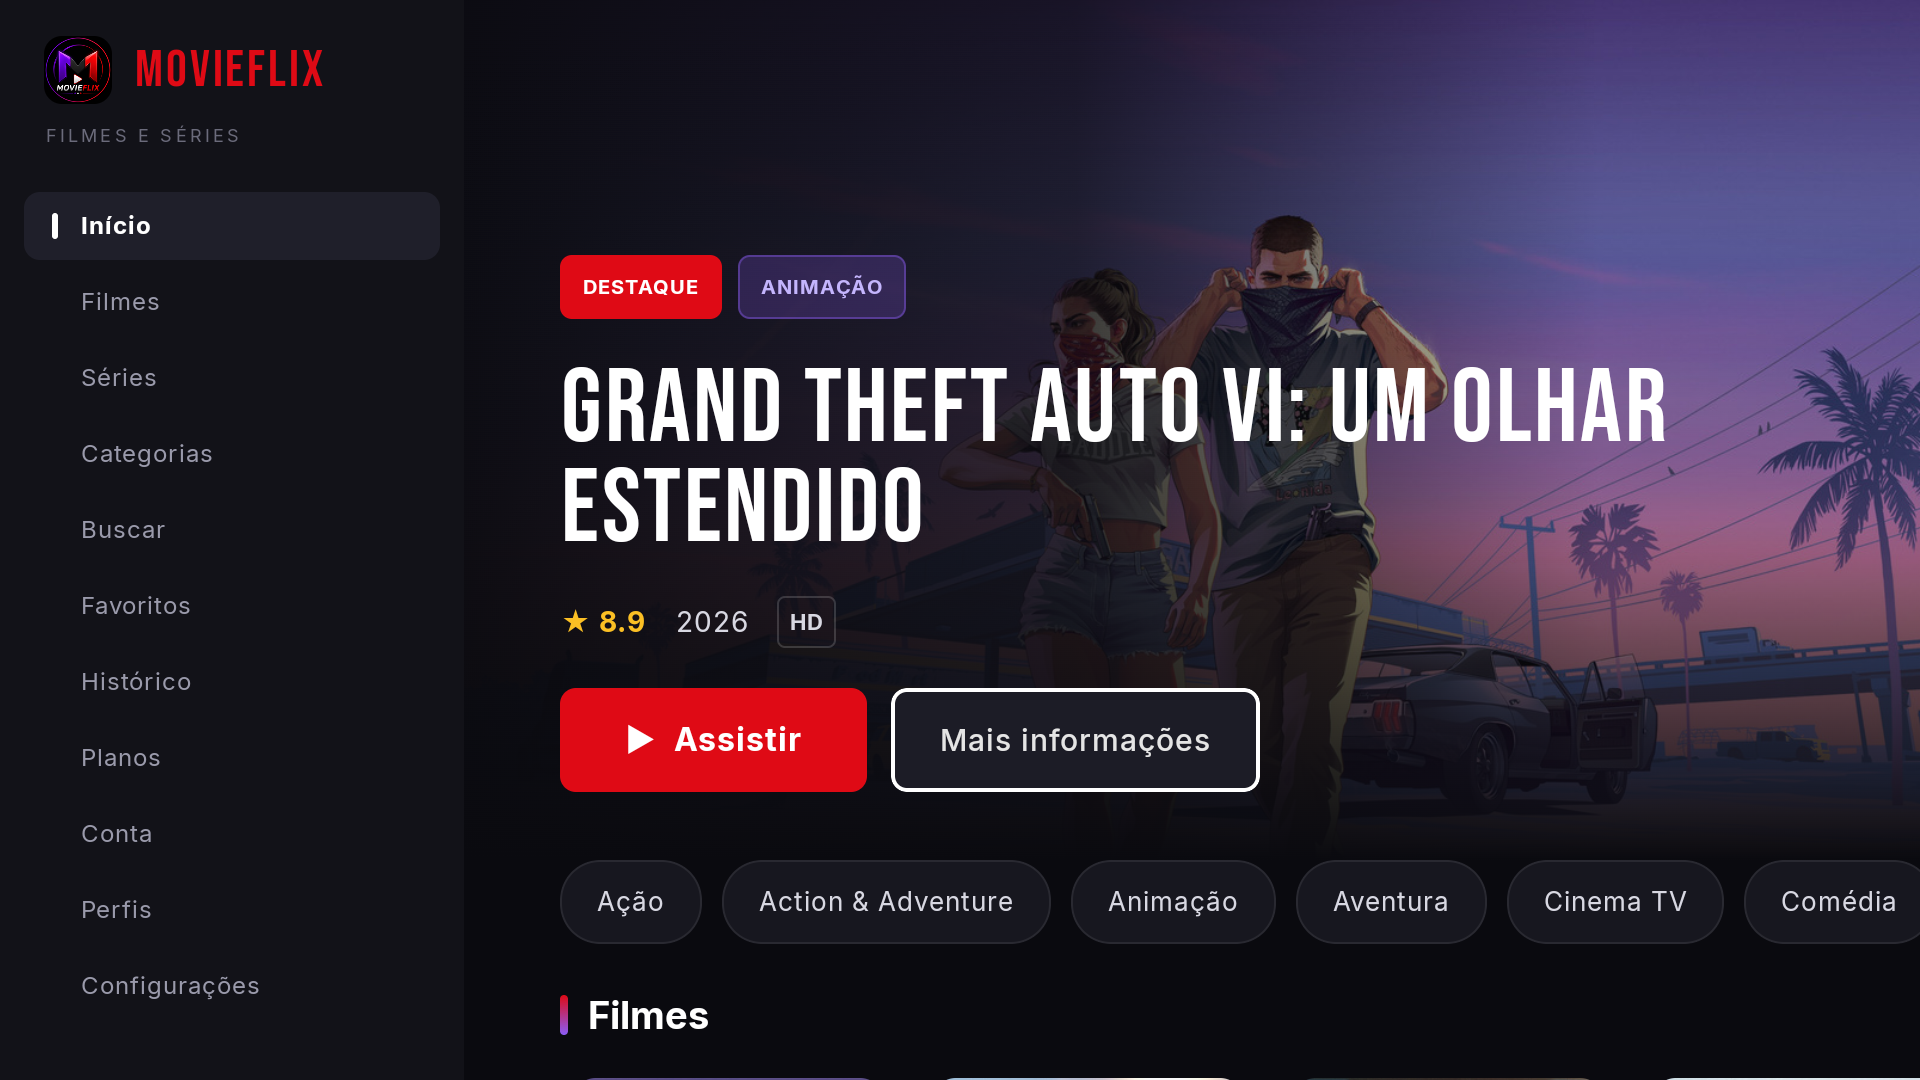 MOVIEFLIX
MOVIEFLIX
FILMES E SÉRIES
Início
Filmes
Séries
Categorias
Buscar
Favoritos
Histórico
Planos
Conta
Perfis
Configurações
DESTAQUE
ANIMAÇÃO
GRAND THEFT AUTO VI: UM OLHAR
ESTENDIDO
★ 8.9 2026 HD
▶ Assistir
Mais informações
Ação
Action & Adventure
Animação
Aventura
Cinema TV
Comédia
Filmes